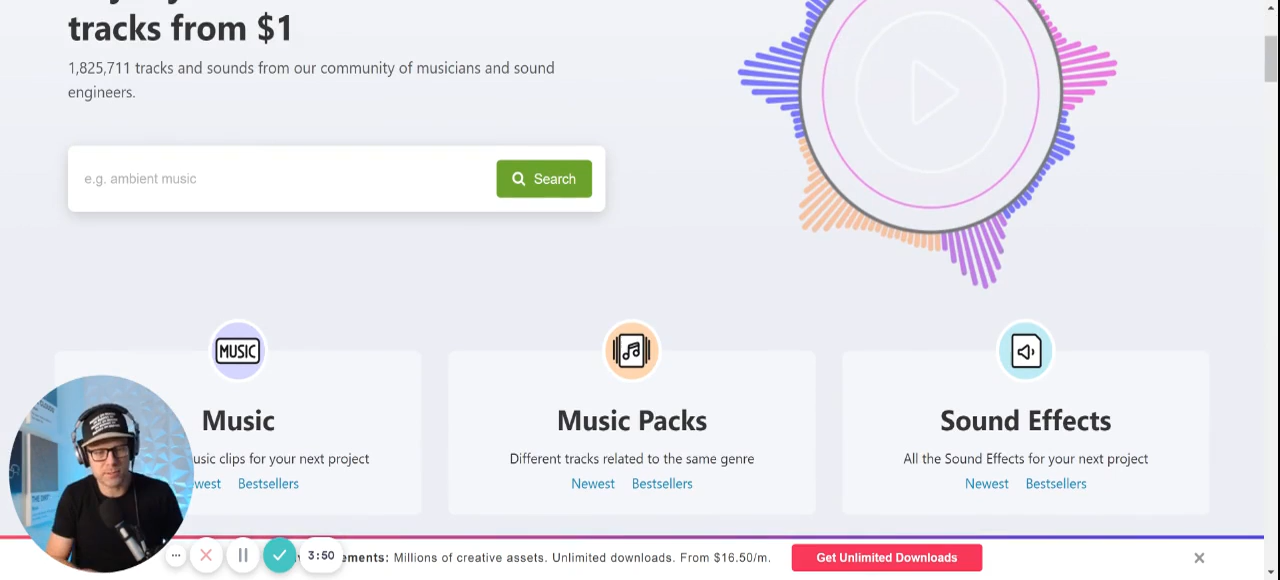 tracks from $1
1,825,711 tracks and sounds from our community of musicians and sound
engineers.
e.g. ambient music
Search
MUSIC
Music
Music Packs
Sound Effects
clips for your next project
Different tracks related to the same genre
All the Sound Effects for your next project
Bestsellers
Newest Bestsellers
Newest Bestsellers
3:50
Millions of creative assets. Unlimited downloads. From $16.50/m.
Get Unlimited Downloads